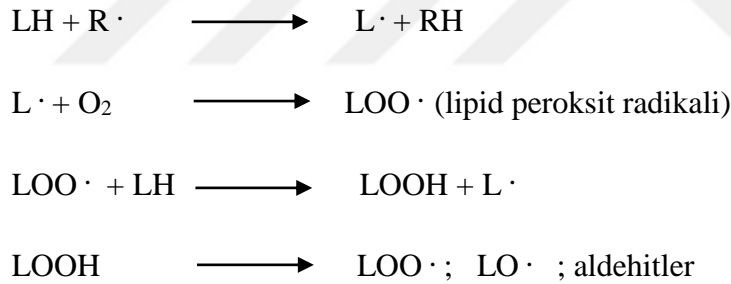 LH + R · ⟶ L· + RH
L · + O₂ ⟶ LOO · (lipid peroksit radikali)
LOO · + LH ⟶ LOOH + L ·
LOOH ⟶ LOO · ; LO · ; aldehitler